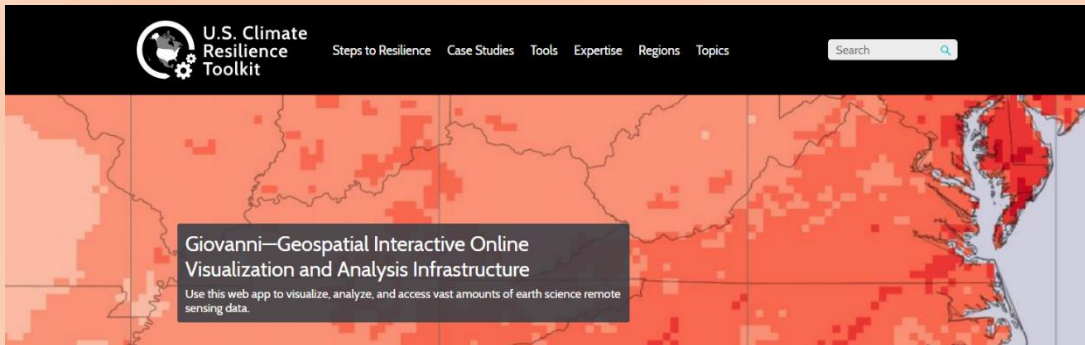 U.S. Climate
Resilience
Toolkit
Steps to Resilience Case Studies Tools Expertise Regions Topics
Search
Giovanni—Geospatial Interactive Online
Visualization and Analysis Infrastructure
Use this web app to visualize, analyze, and access vast amounts of earth science remote
sensing data.